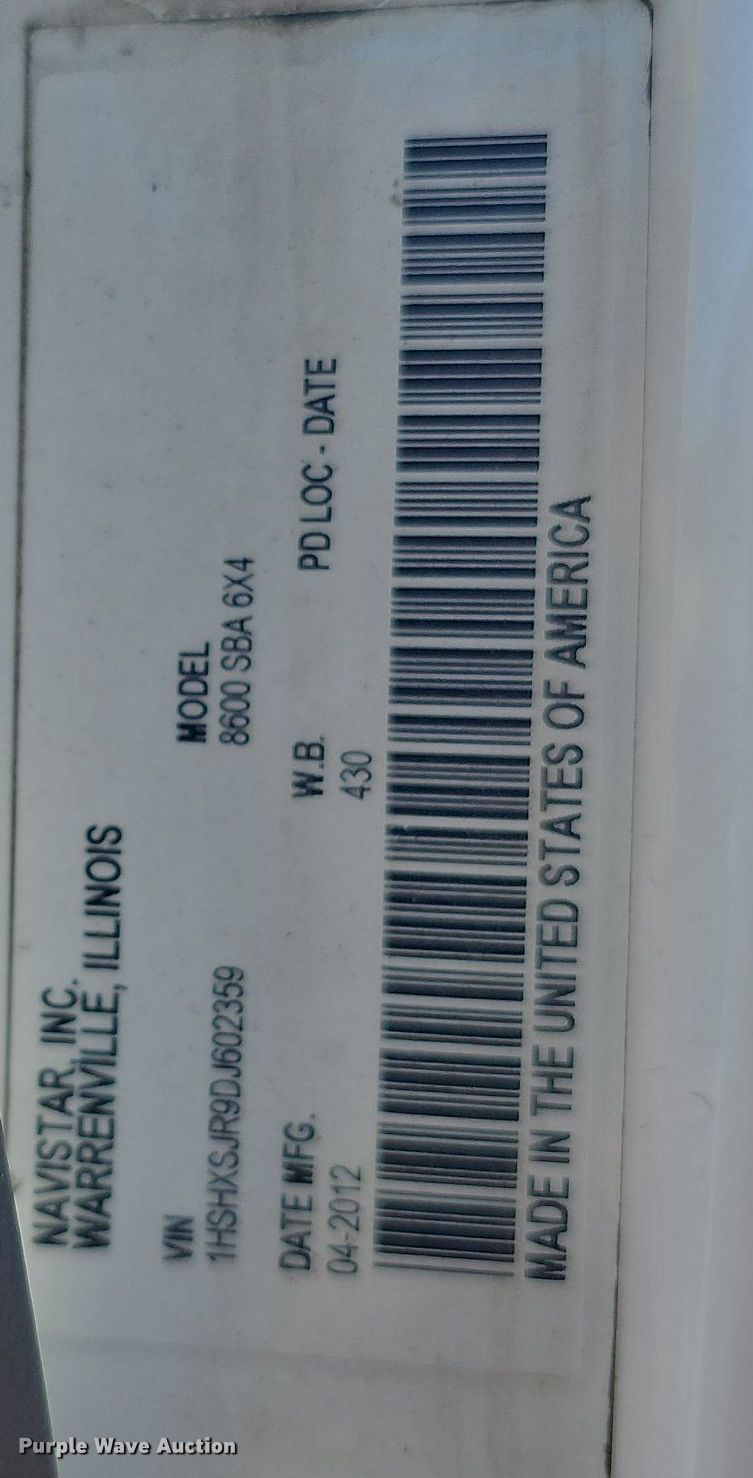 NAVISTAR, INC.
WARRENVILLE, ILLINOIS
VIN
1HSHXSJR9DJ602359
MODEL
8600 SBA 6X4
DATE MFG.
04-2012
W.B.
430
PD LOC - DATE
MADE IN THE UNITED STATES OF AMERICA
Purple Wave Auction